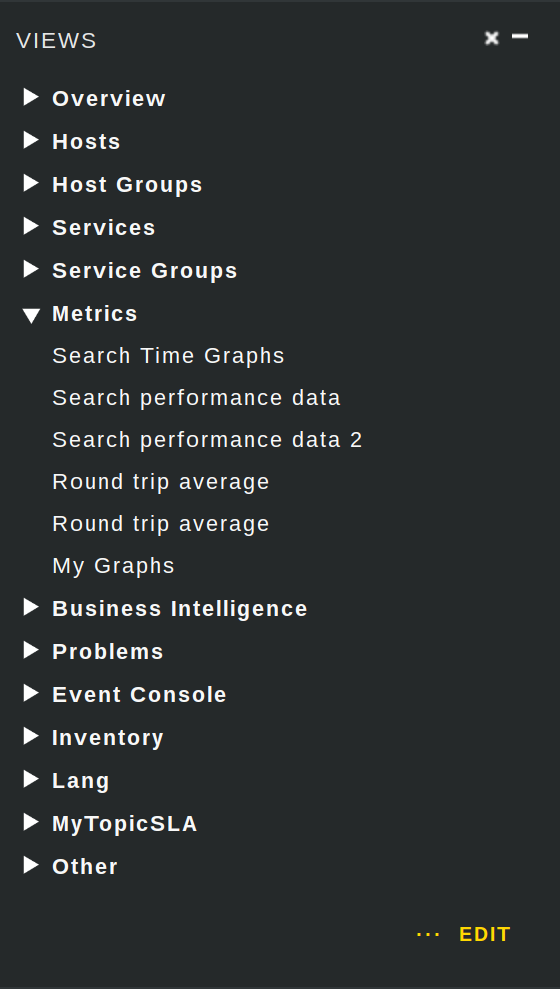 VIEWS
Overview
Hosts
Host Groups
Services
Service Groups
Metrics
Search Time Graphs
Search performance data
Search performance data 2
Round trip average
Round trip average
My Graphs
Business Intelligence
Problems
Event Console
Inventory
Lang
MyTopicSLA
Other
... EDIT